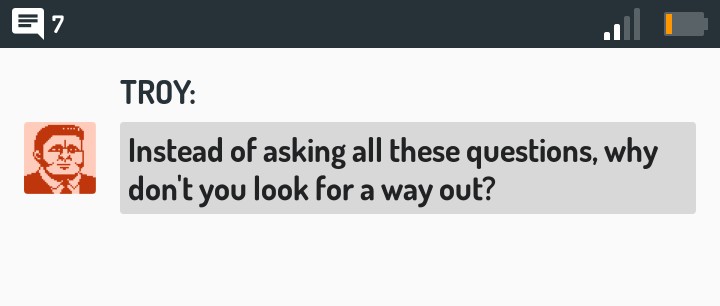 7
TROY:
Instead of asking all these questions, why
don't you look for a way out?